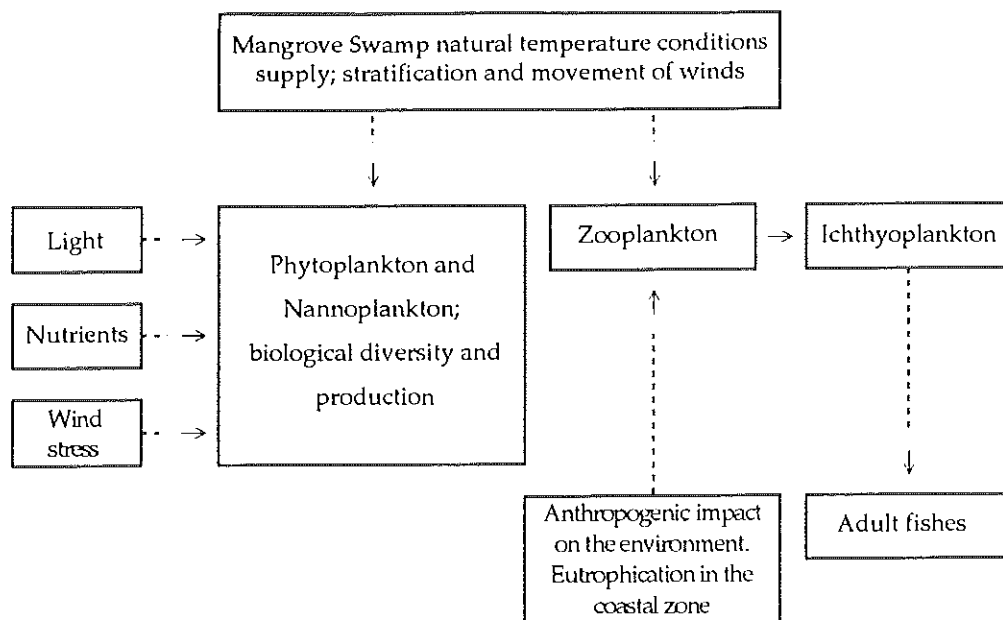 Mangrove Swamp natural temperature conditions
supply; stratification and movement of winds
Light
Nutrients
Wind
stress
Phytoplankton and
Nannoplankton;
biological diversity and
production
Zooplankton
Ichthyoplankton
Anthropogenic impact
on the environment.
Eutrophication in the
coastal zone
Adult fishes